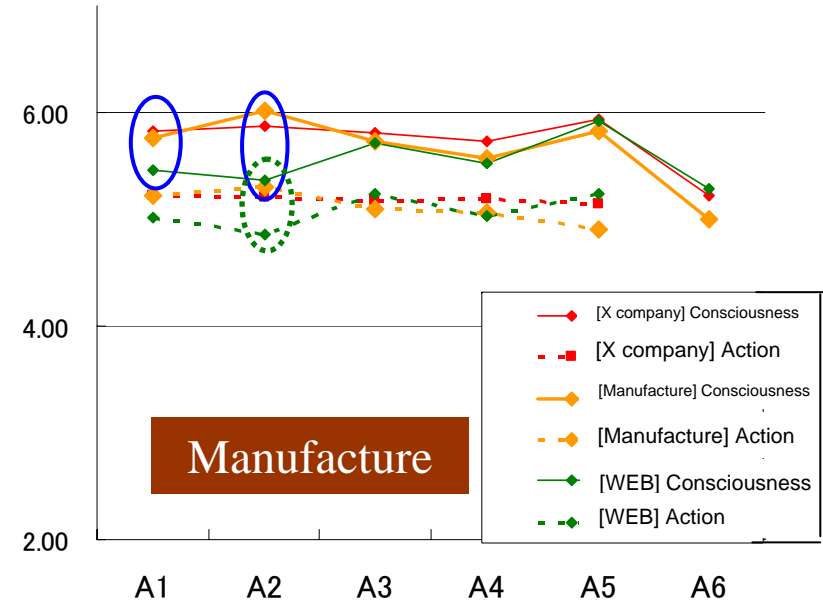 6.00
4.00
2.00
A1 A2 A3 A4 A5 A6
Manufacture
[X company] Consciousness
[X company] Action
[Manufacture] Consciousness
[Manufacture] Action
[WEB] Consciousness
[WEB] Action